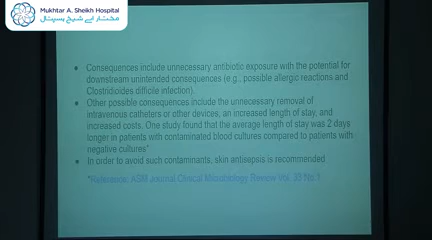 Mukhtar A. Sheikh Hospital
مختار اے شیخ ہسپتال
Consequences include unnecessary antibiotic exposure with the potential for
downstream unintended consequences (e.g., possible allergic reactions and
Clostridioides difficile infection).
Other possible consequences include the unnecessary removal of
intravenous catheters or other devices, an increased length of stay, and
increased costs. One study found that the average length of stay was 2 days
longer in patients with contaminated blood cultures compared to patients with
negative cultures*
In order to avoid such contaminants, skin antisepsis is recommended
*Reference: ASM Journal Clinical Microbiology Review Vol. 33 No.1